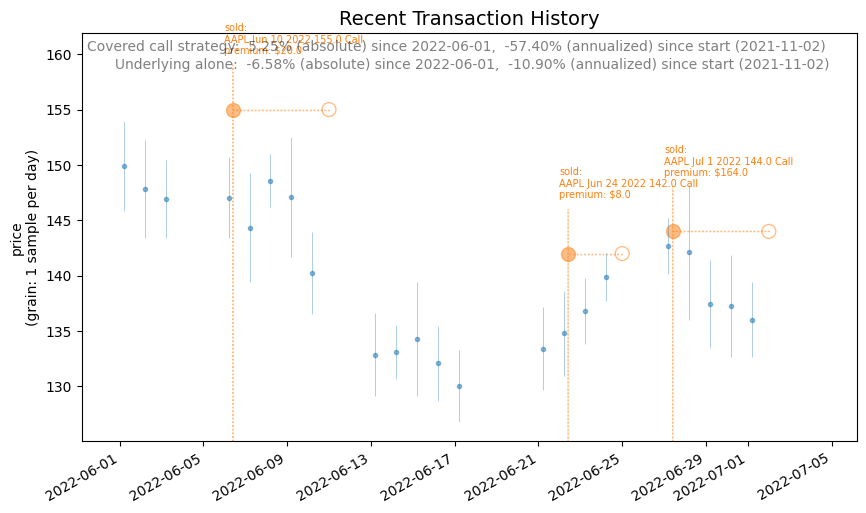 Recent Transaction History
sold:
AAPL Jun 10 2022 155.0 Call
premium: $20.0
Covered call strategy: -5.25% (absolute) since 2022-06-01, -57.40% (annualized) since start (2021-11-02)
Underlying alone: -6.58% (absolute) since 2022-06-01, -10.90% (annualized) since start (2021-11-02)
sold:
AAPL Jul 1 2022 144.0 Call
premium: $164.0
sold:
AAPL Jun 24 2022 142.0 Call
premium: $8.0
price
(grain: 1 sample per day)
160
155
150
145
140
135
130
2022-06-01
2022-06-05
2022-06-09
2022-06-13
2022-06-17
2022-06-21
2022-06-25
2022-06-29
2022-07-01
2022-07-05